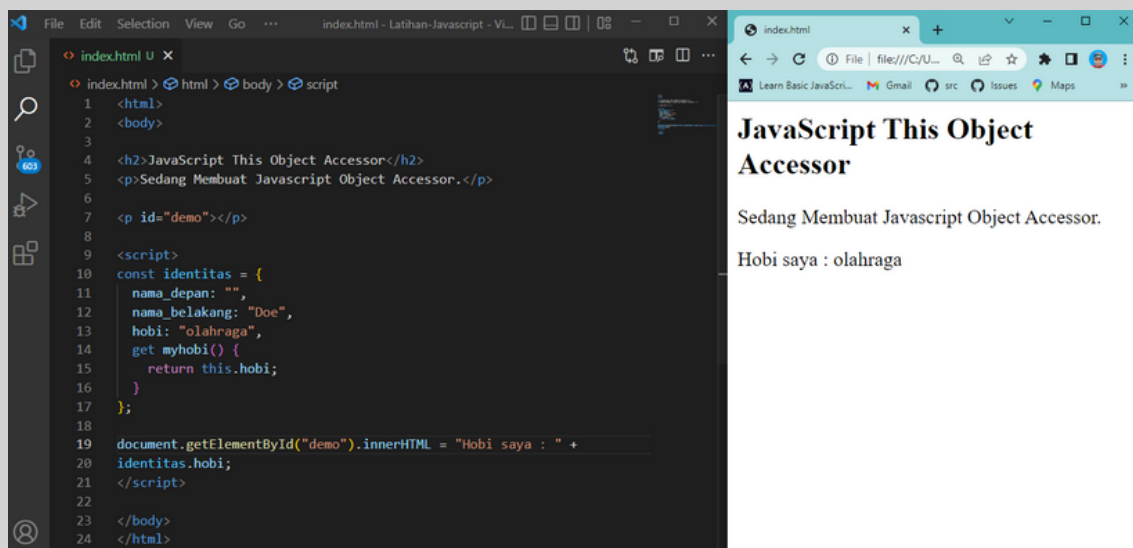 File Edit Selection View Go ··· index.html - Latihan-Javascript - Vi...
index.html U
index.html > html > body > script
1 <html>
2 <body>
3
4 <h2>JavaScript This Object Accessor</h2>
5 <p>Sedang Membuat Javascript Object Accessor.</p>
6
7 <p id="demo"></p>
8
9 <script>
10 const identitas = {
11 nama_depan: "",
12 nama_belakang: "Doe",
13 hobi: "olahraga",
14 get myhobi() {
15 return this.hobi;
16 }
17 };
18
19 document.getElementById("demo").innerHTML = "Hobi saya : " +
20 identitas.hobi;
21 </script>
22
23 </body>
24 </html>
603
index.html
File | file:///C:/U...
Learn Basic JavaScri... Gmail src Issues Maps »
JavaScript This Object
Accessor
Sedang Membuat Javascript Object Accessor.
Hobi saya : olahraga